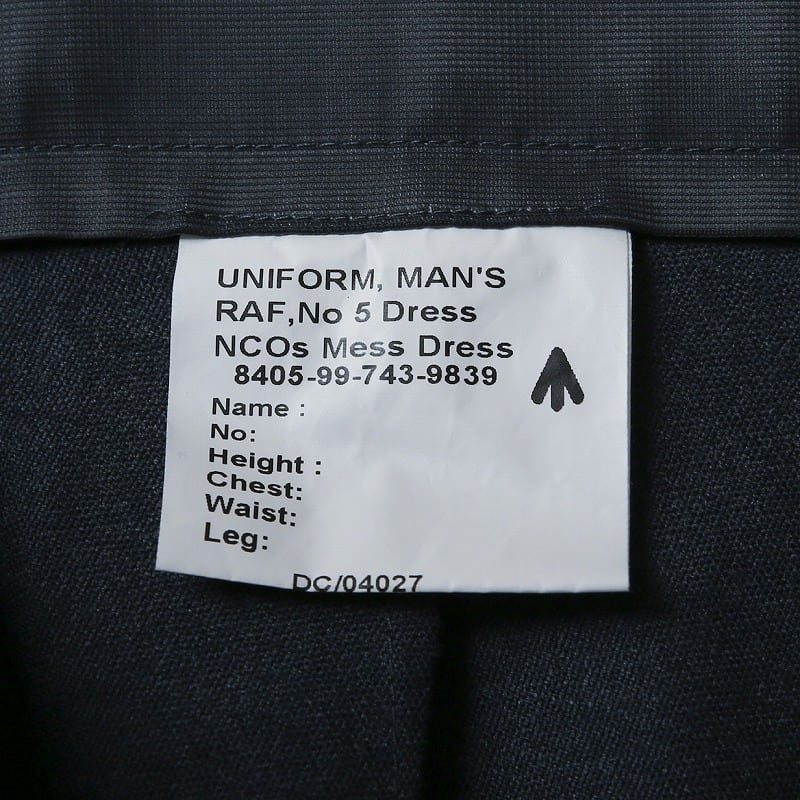 UNIFORM, MAN'S
RAF,No 5 Dress
NCOs Mess Dress
8405-99-743-9839
Name :
No:
Height :
Chest:
Waist:
Leg:
DC/04027